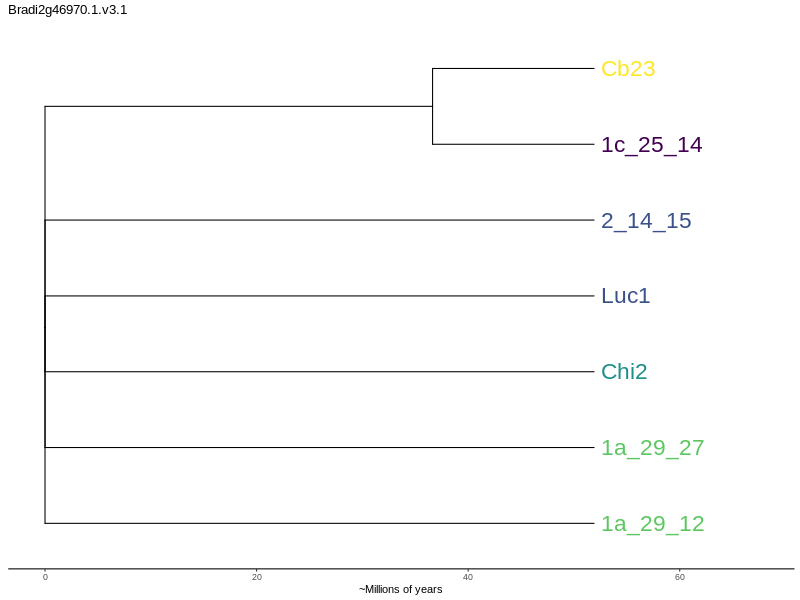 Bradi2g46970.1.v3.1
Cb23
1c_25_14
2_14_15
Luc1
Chi2
1a_29_27
1a_29_12
0 20 40 60
~Millions of years